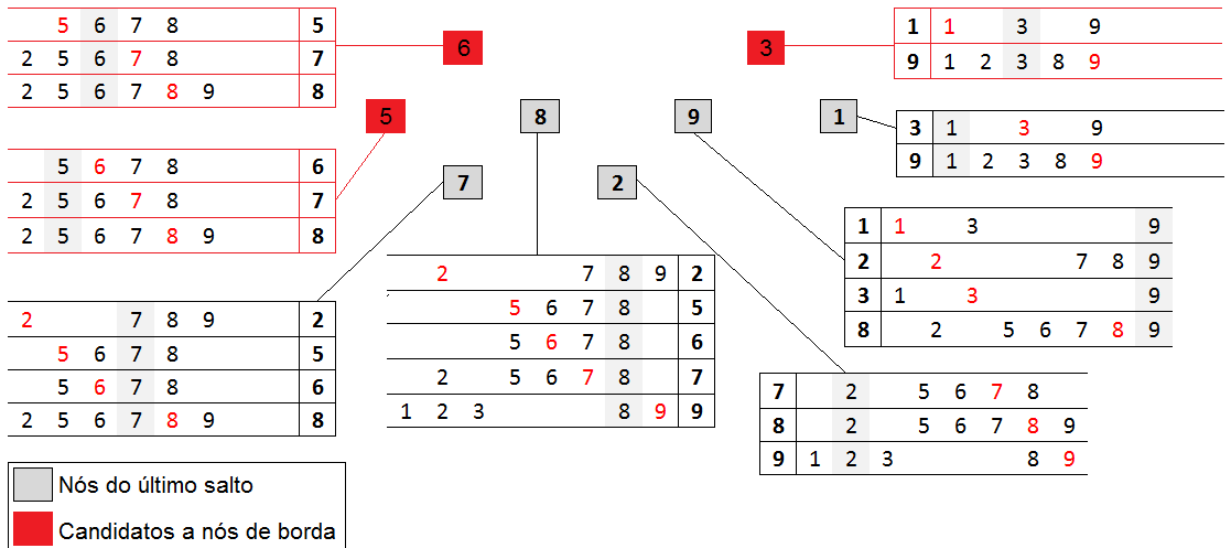 5 6 7 8 5
2 5 6 7 8 7
2 5 6 7 8 9 8
6
3
1 1 3 9
9 1 2 3 8 9
5
8
9
1
3 1 3 9
9 1 2 3 8 9
5 6 7 8 6
2 5 6 7 8 7
2 5 6 7 8 9 8
7
2
1 1 3 9
2 2 7 8 9
3 1 3 9
8 2 5 6 7 8 9
2 7 8 9 2
5 6 7 8 5
5 6 7 8 6
2 5 6 7 8 7
1 2 3 8 9 9
2 7 8 9 2
5 6 7 8 5
5 6 7 8 6
2 5 6 7 8 9 8
7 2 5 6 7 8
8 2 5 6 7 8 9
9 1 2 3 8 9
Nós do último salto
Candidatos a nós de borda